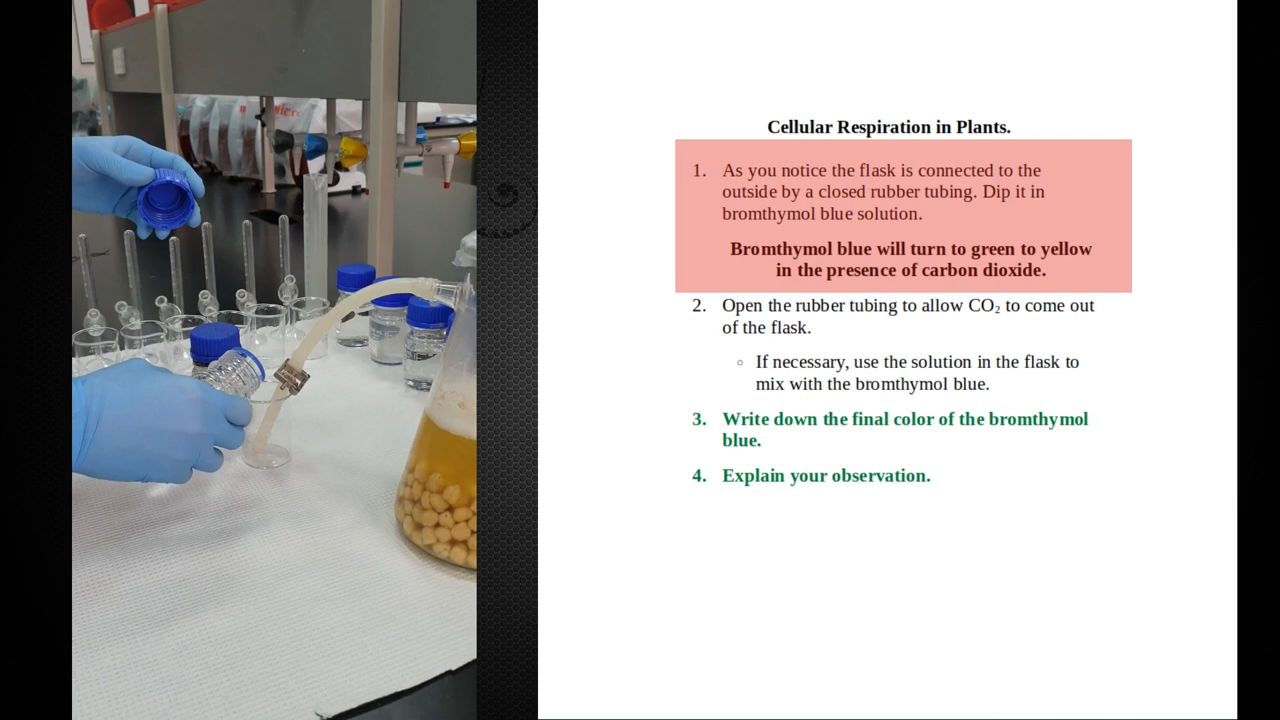 Cellular Respiration in Plants.
1. As you notice the flask is connected to the
outside by a closed rubber tubing. Dip it in
bromthymol blue solution.
Bromthymol blue will turn to green to yellow
in the presence of carbon dioxide.
2. Open the rubber tubing to allow CO₂ to come out
of the flask.
◦ If necessary, use the solution in the flask to
mix with the bromthymol blue.
3. Write down the final color of the bromthymol
blue.
4. Explain your observation.